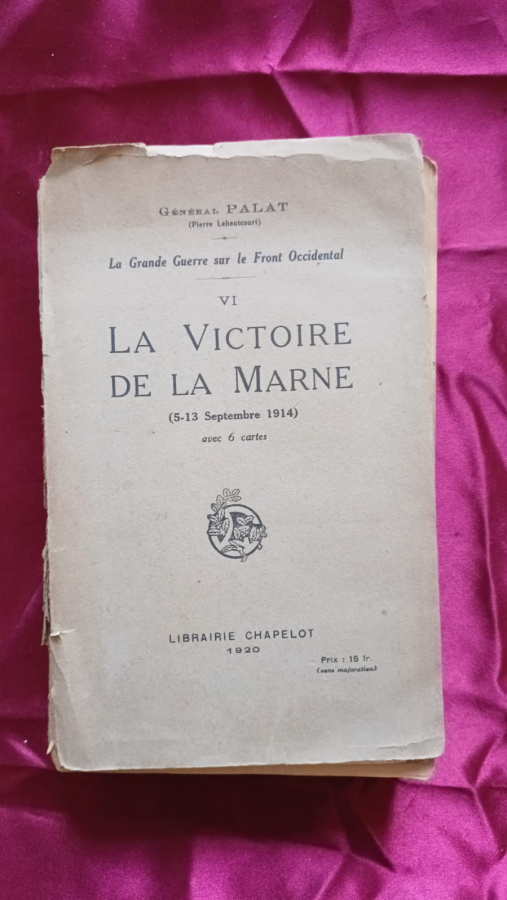 GÉNÉRAL PALAT
(Pierre Lehautcourt)
La Grande Guerre sur le Front Occidental
VI
LA VICTOIRE
DE LA MARNE
(5-13 Septembre 1914)
avec 6 cartes
LIBRAIRIE CHAPELOT
1920
Prix : 15 fr.
(sans majoration)